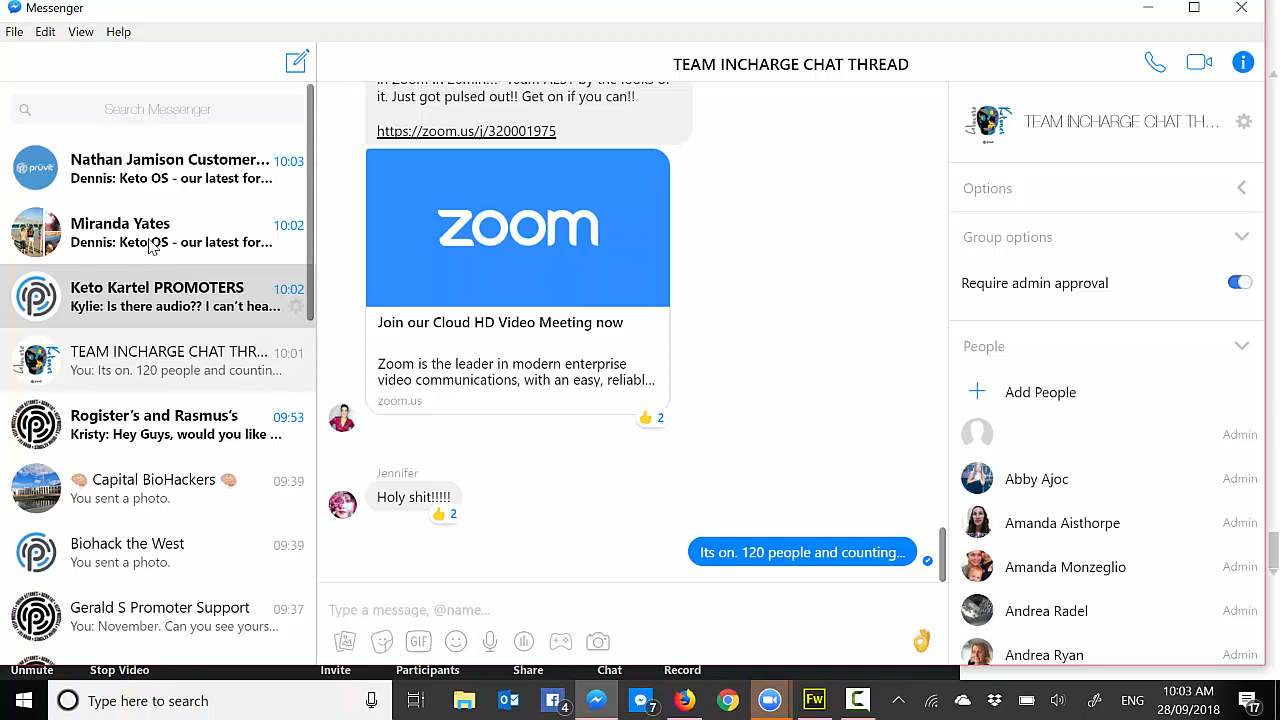 Messenger
File Edit View Help
Search Messenger
Nathan Jamison Customer... 10:03
Dennis: Keto OS - our latest for...
Miranda Yates 10:02
Dennis: Keto OS - our latest for...
Keto Kartel PROMOTERS 10:02
Kylie: Is there audio?? I can't hea...
TEAM INCHARGE CHAT THR... 10:01
You: Its on. 120 people and countin...
Rogister's and Rasmus's 09:53
Kristy: Hey Guys, would you like ...
🧠 Capital BioHackers 🧠 09:39
You sent a photo.
Biohack the West 09:39
You sent a photo.
Gerald S Promoter Support 09:37
You: November. Can you see yours...
prüvit
TEAM INCHARGE CHAT THREAD
it. Just got pulsed out!! Get on if you can!!
https://zoom.us/j/320001975
zoom
Join our Cloud HD Video Meeting now
Zoom is the leader in modern enterprise
video communications, with an easy, reliabl...
zoom.us
👍 2
Jennifer
Holy shit!!!!!
👍 2
Its on. 120 people and counting...
Type a message, @name...
GIF
TEAM INCHARGE CHAT TH...
Options
Group options
Require admin approval
People
Add People
Admin
Abby Ajoc Admin
Amanda Aisthorpe Admin
Amanda Monzeglio Admin
Andrea Radel Admin
Andrea Ryan Admin
Unmute Stop Video Invite Participants Share Chat Record
Type here to search
4
7
Fw
ENG
10:03 AM
28/09/2018
17